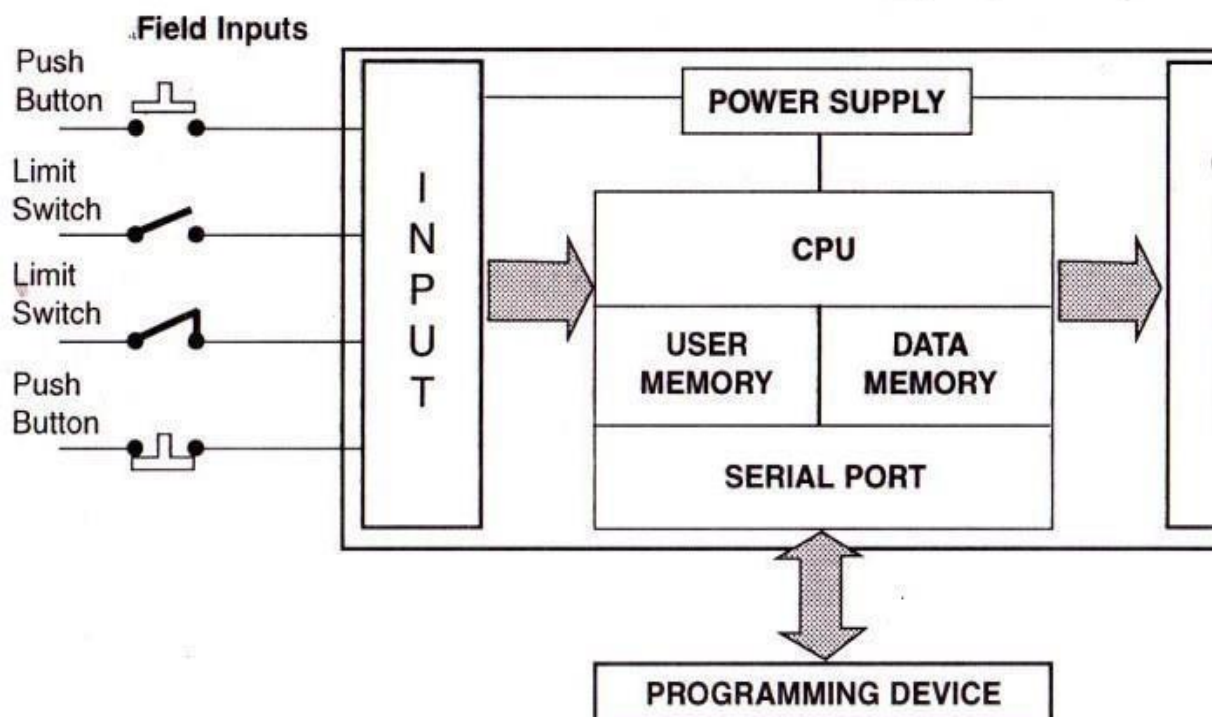 Field Inputs
Push
Button
Limit
Switch
Limit
Switch
Push
Button
I
N
P
U
T
POWER SUPPLY
CPU
USER
MEMORY
DATA
MEMORY
SERIAL PORT
PROGRAMMING DEVICE